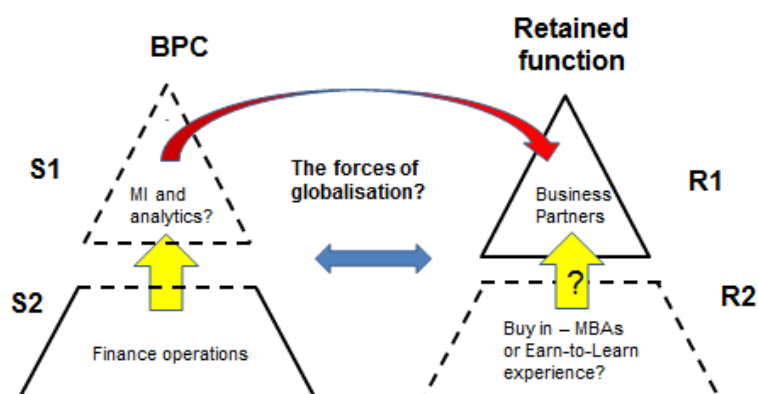 BPC
Retained
function
S1
The forces of
globalisation?
MI and
analytics?
Business
Partners
R1
S2
?
R2
Finance operations
Buy in – MBAs
or Earn-to-Learn
experience?